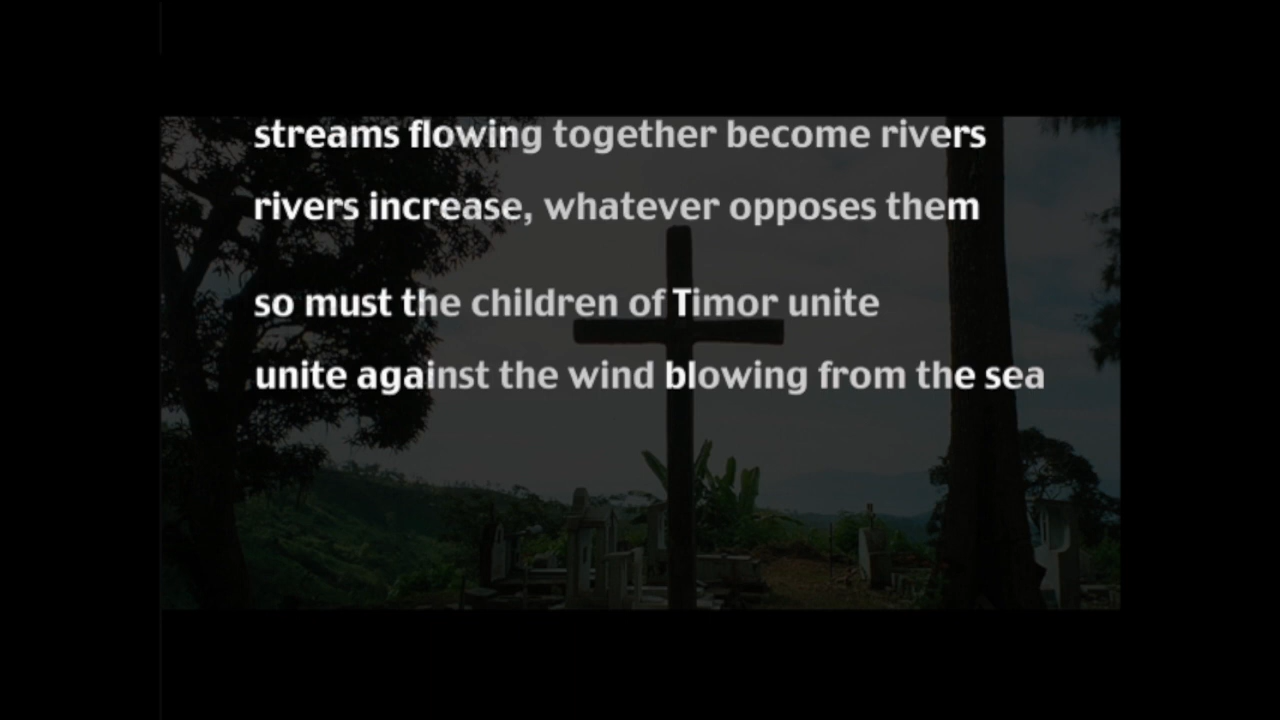 streams flowing together become rivers
rivers increase, whatever opposes them
so must the children of Timor unite
unite against the wind blowing from the sea